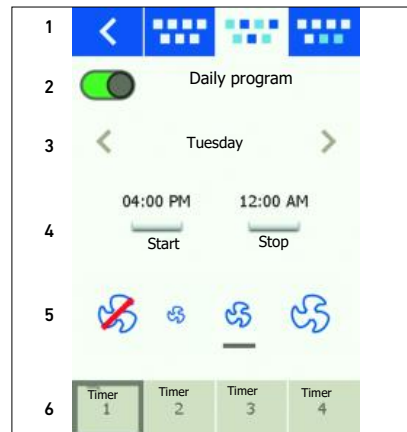 1
2 Daily program
3 Tuesday
4 04:00 PM 12:00 AM
Start Stop
5
Timer Timer Timer Timer
6 1 2 3 4